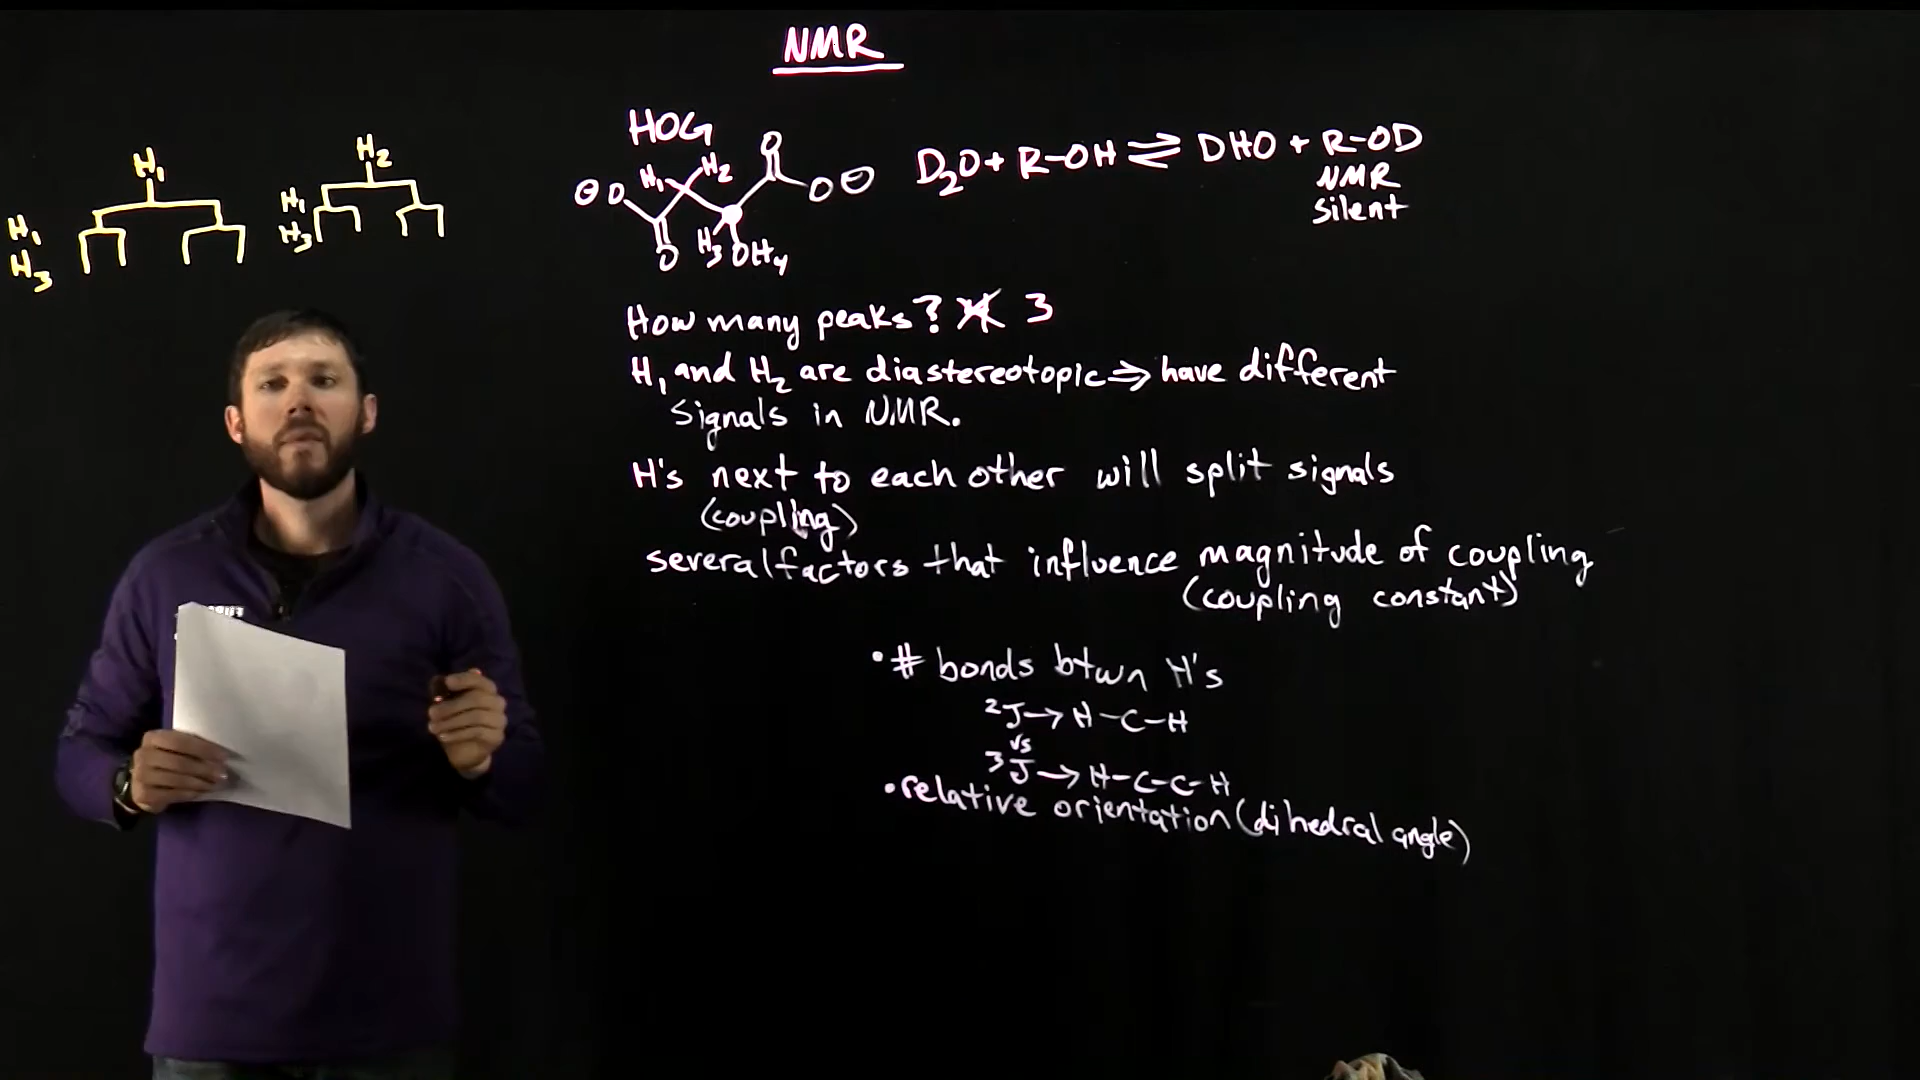 NMR
H₁
H₁
H₃
H₂
H₁
H₃
HOG
⊖O H₁ H₂ O O⊖
O H₃ OH₄
D₂O + R-OH ⇌ DHO + R-OD
NMR
silent
How many peaks? 4 3
H₁ and H₂ are diastereotopic ⇒ have different
signals in NMR.
H's next to each other will split signals
(coupling)
several factors that influence magnitude of coupling
(coupling constant)
• # bonds btwn H's
²J → H-C-H
vs
³J → H-C-C-H
• relative orientation (dihedral angle)